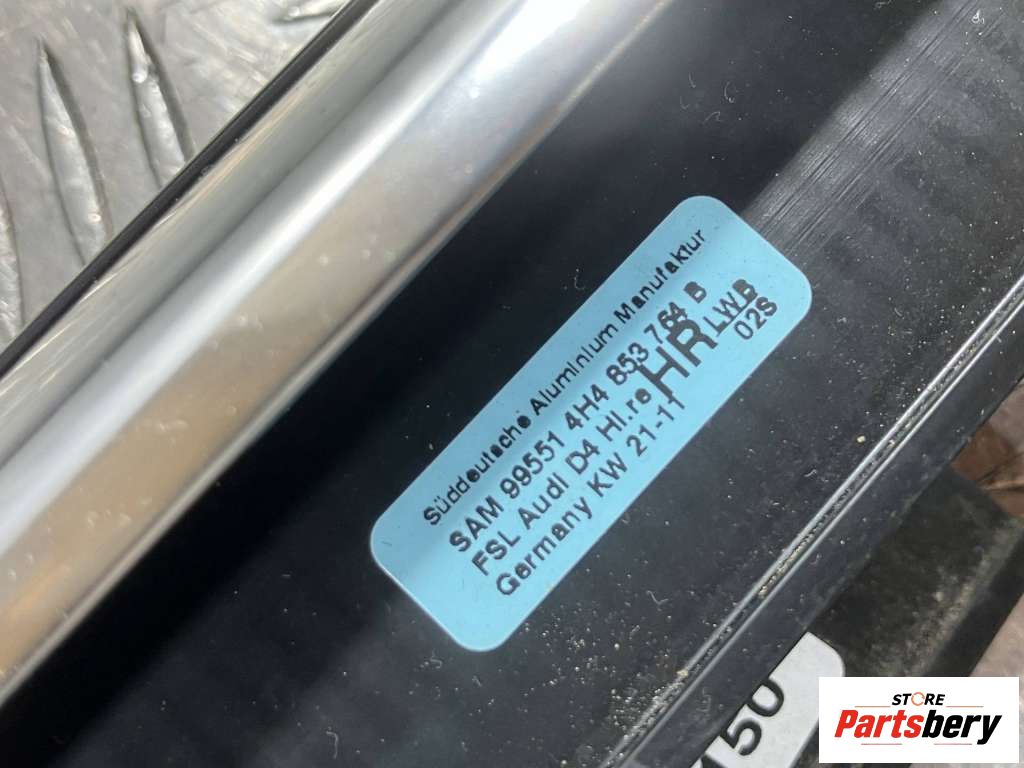 Süddeutsche Aluminium Manufaktur
SAM 99551 4H4 853 764 B
FSL Audi D4 HI.re HR LWB
Germany KW 21-11 02S
150
STORE
Partsbery